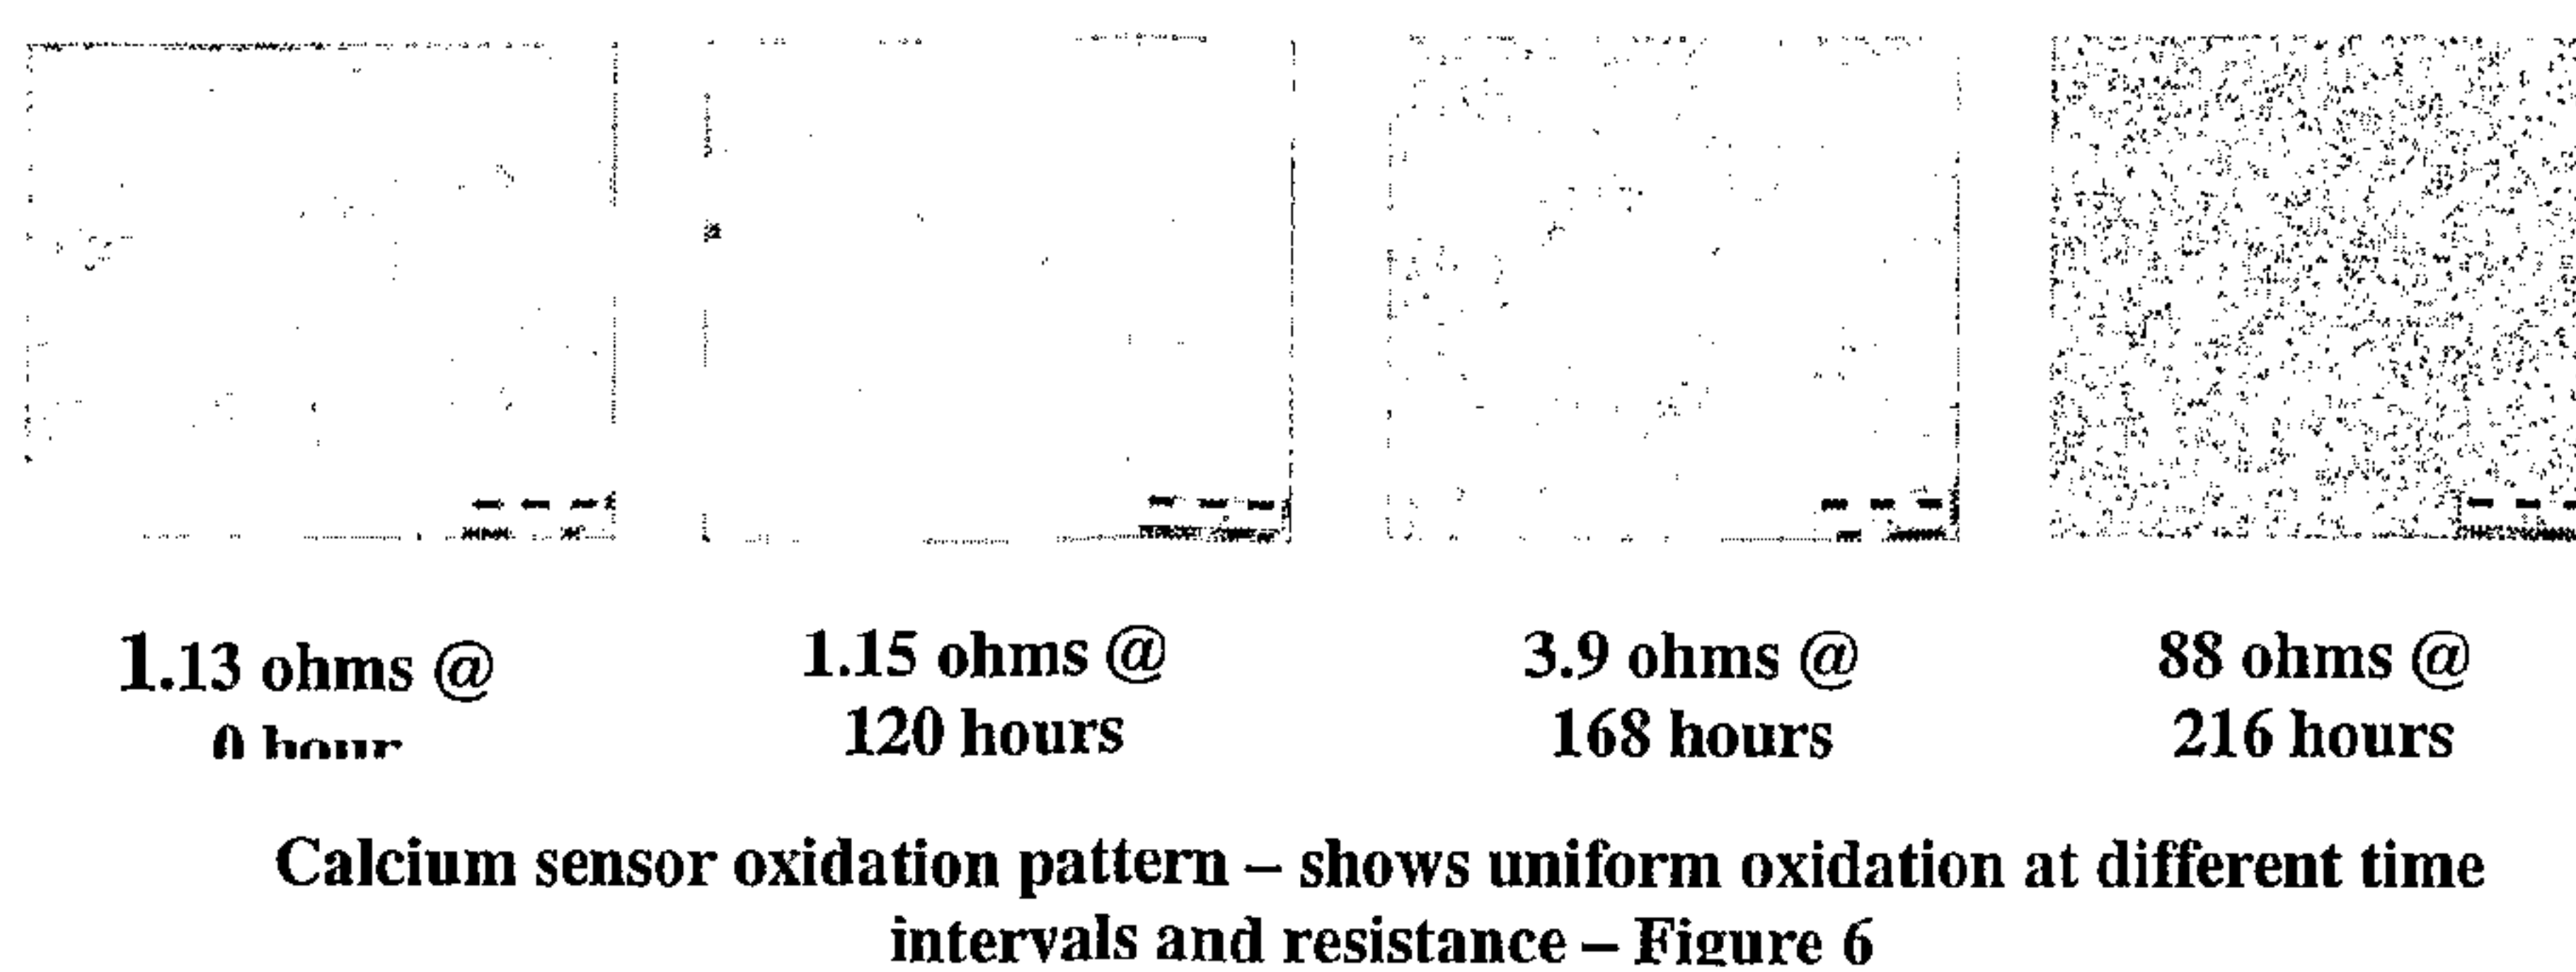 1.13 ohms @
0 hour
1.15 ohms @
120 hours
3.9 ohms @
168 hours
88 ohms @
216 hours
Calcium sensor oxidation pattern – shows uniform oxidation at different time
intervals and resistance – Figure 6